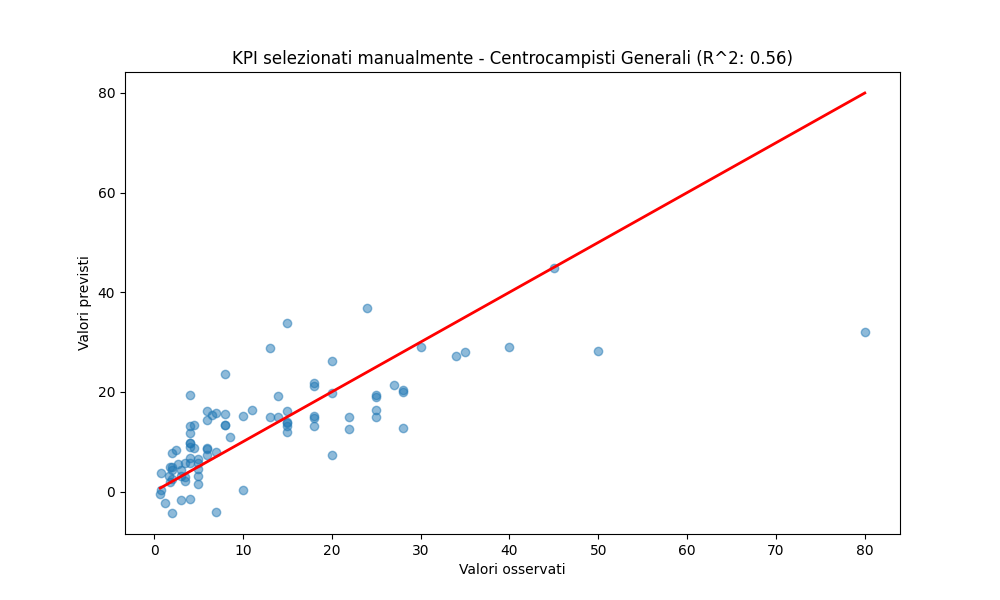 KPI selezionati manualmente - Centrocampisti Generali (R^2: 0.56)
80
60
40
20
0
Valori previsti
0 10 20 30 40 50 60 70 80
Valori osservati